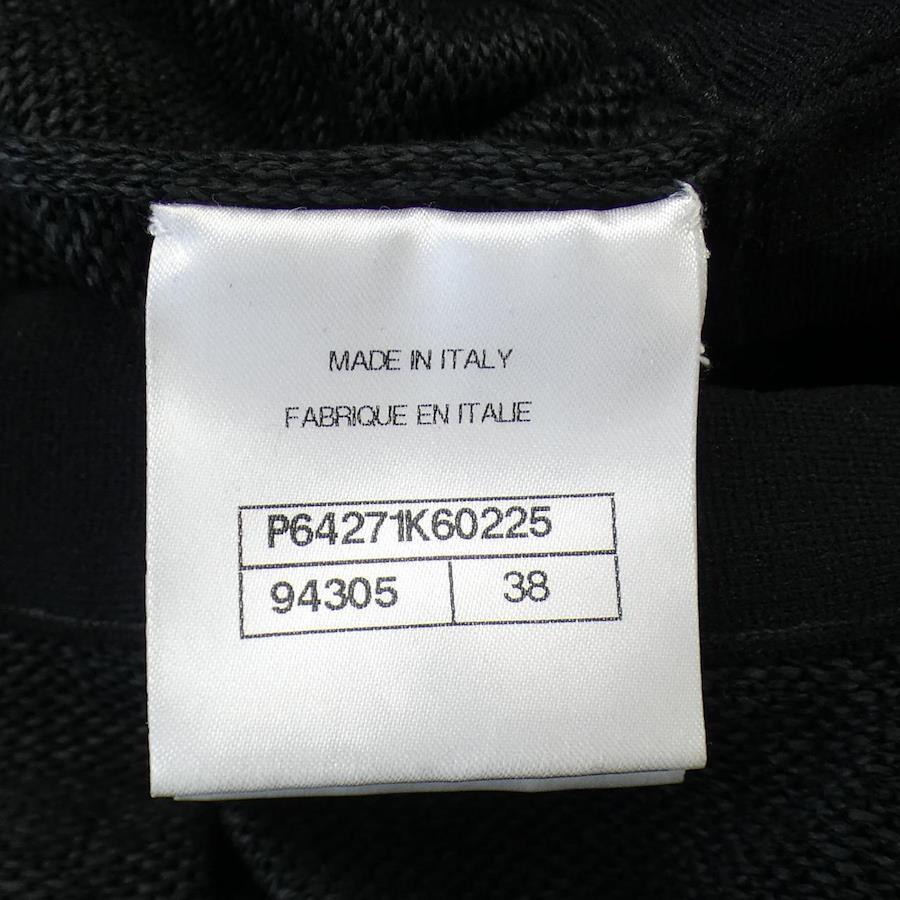 MADE IN ITALY
FABRIQUE EN ITALIE
P64271K60225
94305 38